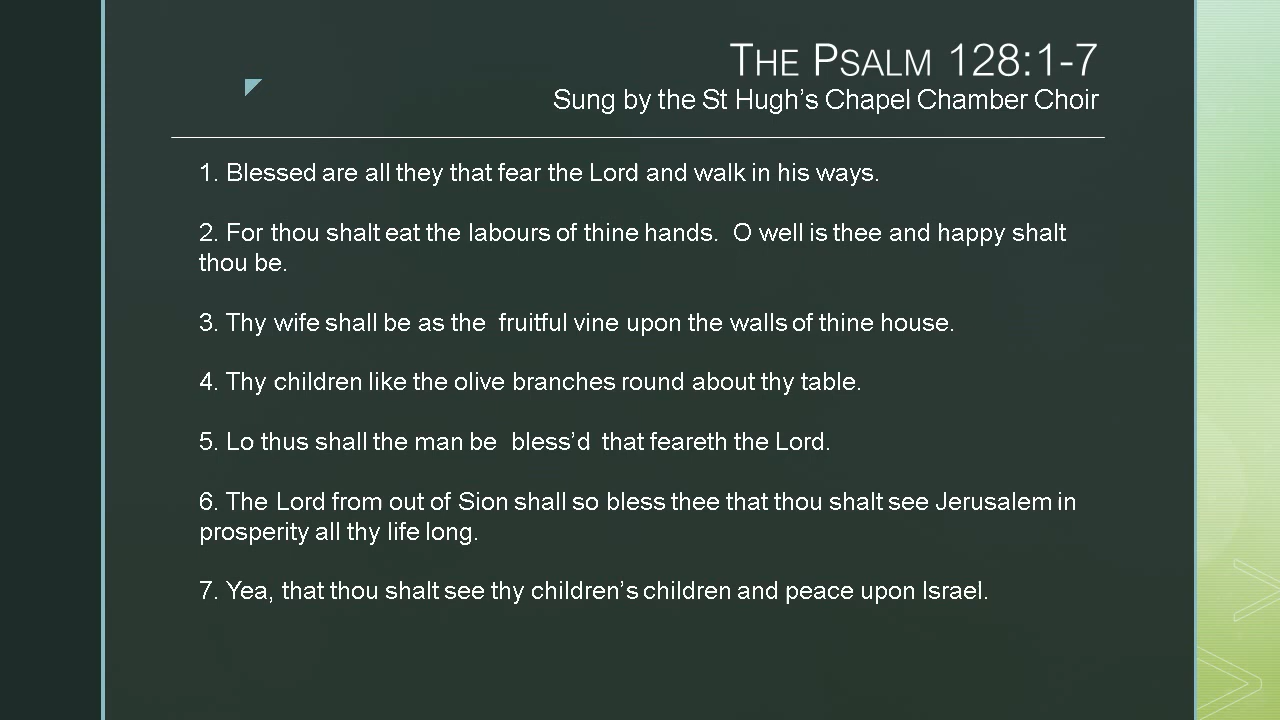 THE PSALM 128:1-7
Sung by the St Hugh’s Chapel Chamber Choir
1. Blessed are all they that fear the Lord and walk in his ways.
2. For thou shalt eat the labours of thine hands.  O well is thee and happy shalt
thou be.
3. Thy wife shall be as the  fruitful vine upon the walls of thine house.
4. Thy children like the olive branches round about thy table.
5. Lo thus shall the man be  bless’d  that feareth the Lord.
6. The Lord from out of Sion shall so bless thee that thou shalt see Jerusalem in
prosperity all thy life long.
7. Yea, that thou shalt see thy children’s children and peace upon Israel.